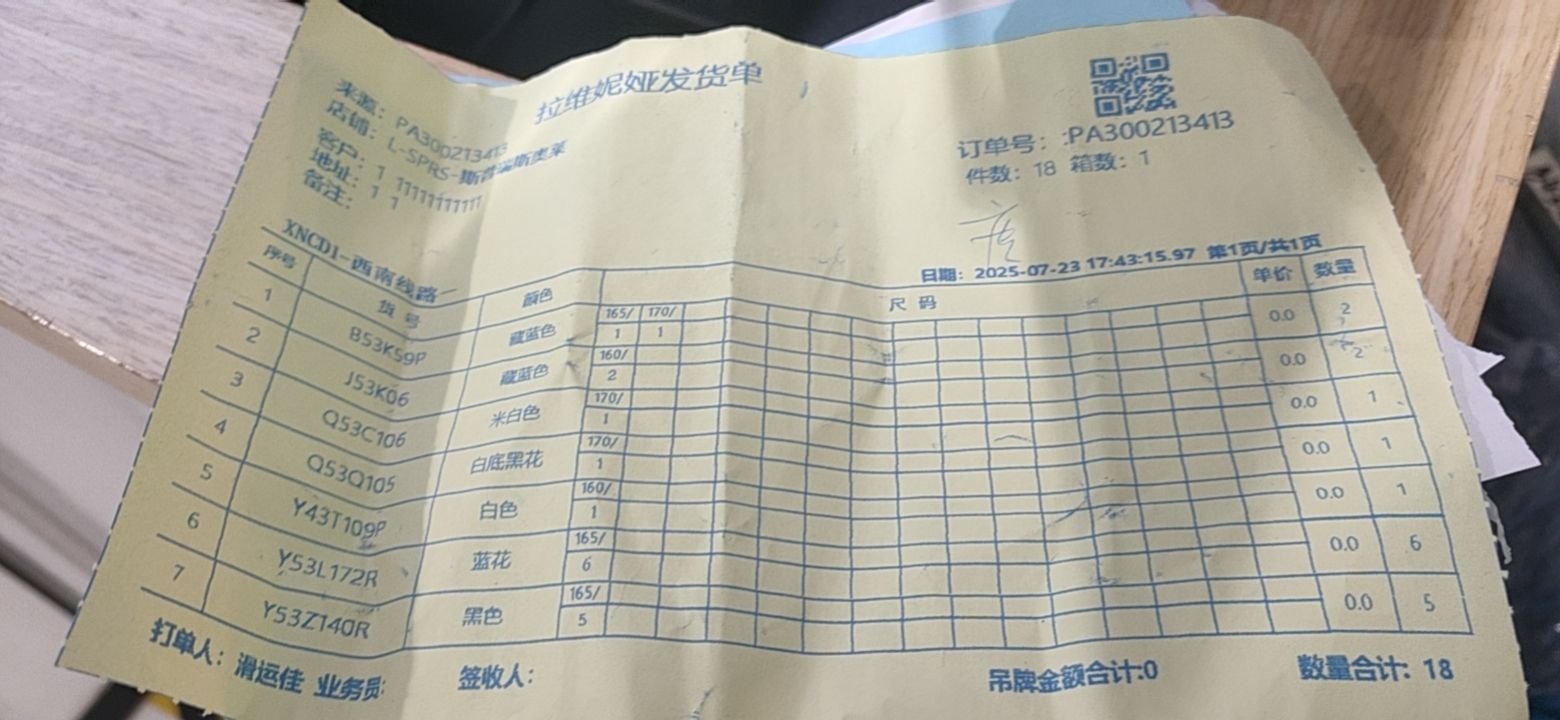 拉维妮娅发货单
来源：PA300213413
店铺：L-SPRS-斯普瑞斯奥莱
客户：1 11111111111
地址：1 1
备注：
订单号：:PA300213413
件数：18 箱数：1
XNCD1-西南线路一
日期：2025-07-23 17:43:15.97 第1页/共1页
序号 货号 颜色 尺码 单价 数量
1 B53K59P 藏蓝色 165/ 170/ 0.0 2
1 1
2 J53K06 藏蓝色 160/ 0.0 2
2
3 Q53C106 米白色 170/ 0.0 1
1
4 Q53Q105 白底黑花 170/ 0.0 1
1
5 Y43T109P 白色 160/ 0.0 1
1
6 Y53L172R 蓝花 165/ 0.0 6
6
7 Y53Z140R 黑色 165/ 0.0 5
5
打单人：滑运佳 业务员: 签收人: 吊牌金额合计:0 数量合计: 18